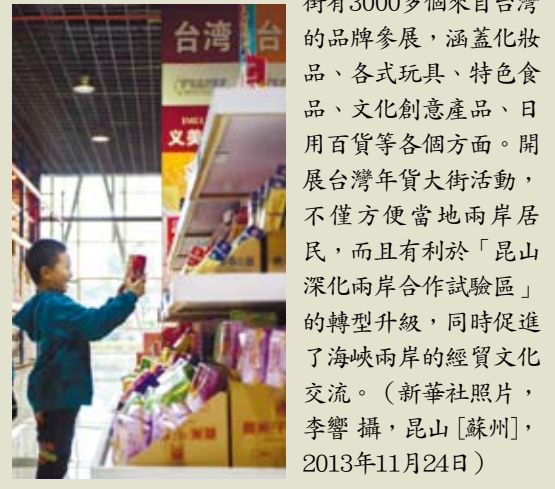 台湾
台
IMEI
义美
街有3000多個來自台灣
的品牌參展，涵蓋化妝
品、各式玩具、特色食
品、文化創意產品、日
用百貨等各個方面。開
展台灣年貨大街活動，
不僅方便當地兩岸居
民，而且有利於「昆山
深化兩岸合作試驗區」
的轉型升級，同時促進
了海峽兩岸的經貿文化
交流。（新華社照片，
李響 攝，昆山 [蘇州]，
2013年11月24日）